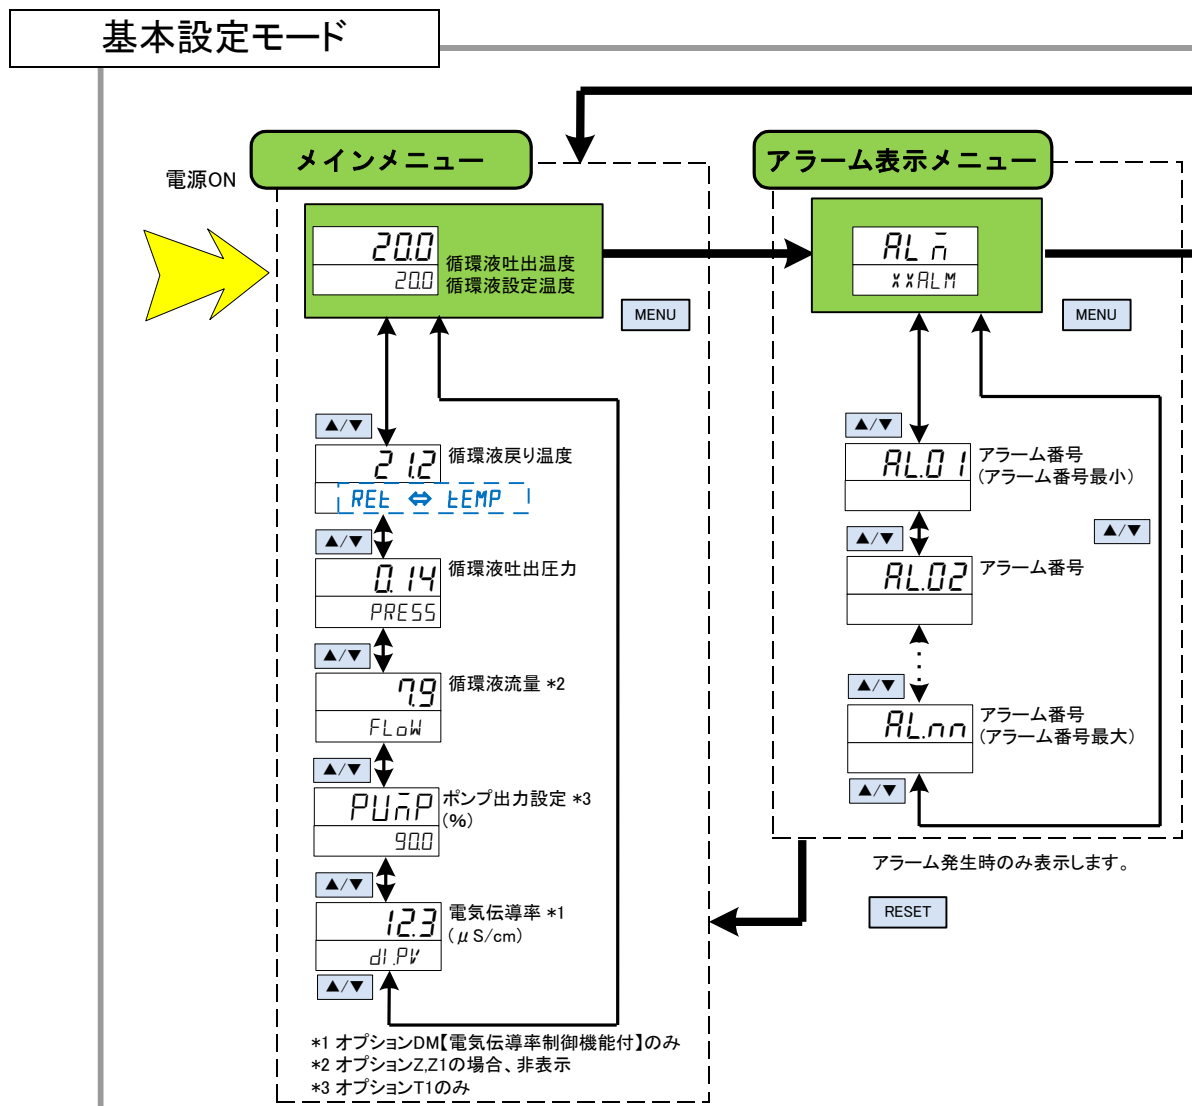 基本設定モード
メインメニュー
電源ON
20.0
20.0
循環液吐出温度
循環液設定温度
MENU
▲/▼
21.2
循環液戻り温度
REt ⇔ tEMP
▲/▼
0.14
循環液吐出圧力
PRESS
▲/▼
7.9
循環液流量 *2
FLoW
▲/▼
PUMP
ポンプ出力設定 *3
(%)
90.0
▲/▼
12.3
電気伝導率 *1
(μS/cm)
dI.PV
▲/▼
*1 オプションDM【電気伝導率制御機能付】のみ
*2 オプションZ,Z1の場合、非表示
*3 オプションT1のみ
アラーム表示メニュー
ALM
××ALM
MENU
▲/▼
AL.01
アラーム番号
(アラーム番号最小)
▲/▼
▲/▼
AL.02
アラーム番号
▲/▼
AL.nn
アラーム番号
(アラーム番号最大)
▲/▼
アラーム発生時のみ表示します。
RESET